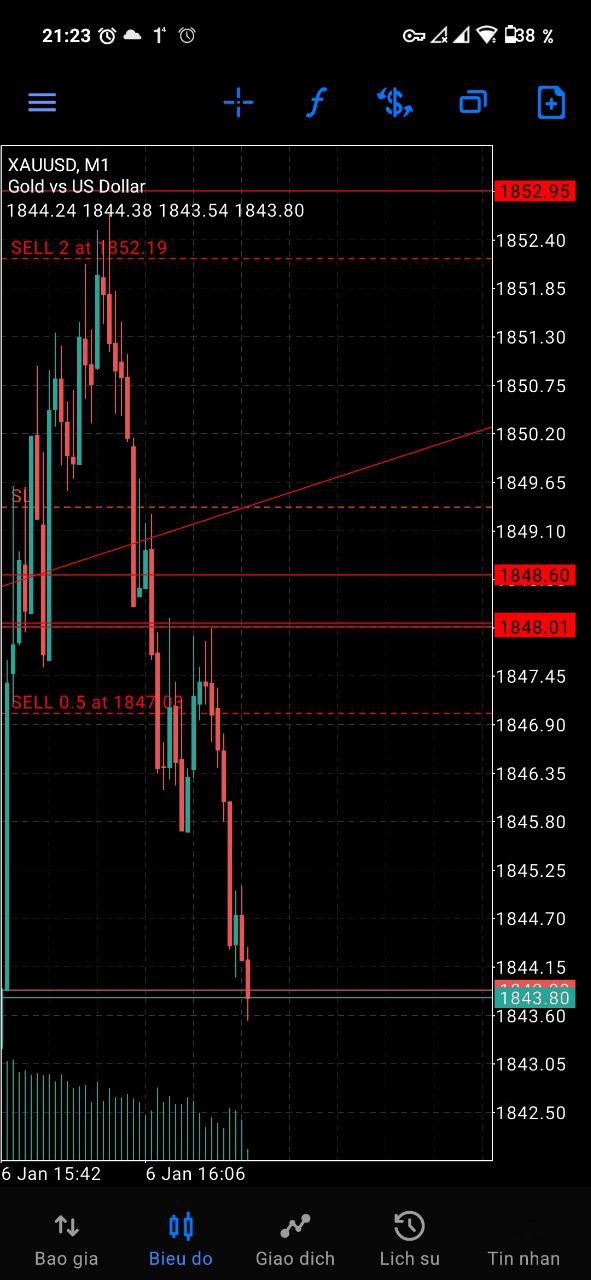 21:23 1° 38 %
XAUUSD, M1
Gold vs US Dollar
1844.24 1844.38 1843.54 1843.80
1852.95
SELL 2 at 1852.19
1852.40
1851.85
1851.30
1850.75
1850.20
1849.65
SL
1849.10
1848.60
1848.01
1847.45
SELL 0.5 at 1847.03
1846.90
1846.35
1845.80
1845.25
1844.70
1844.15
1843.80
1843.60
1843.05
1842.50
6 Jan 15:42 6 Jan 16:06
Bao gia Bieu do Giao dich Lich su Tin nhan